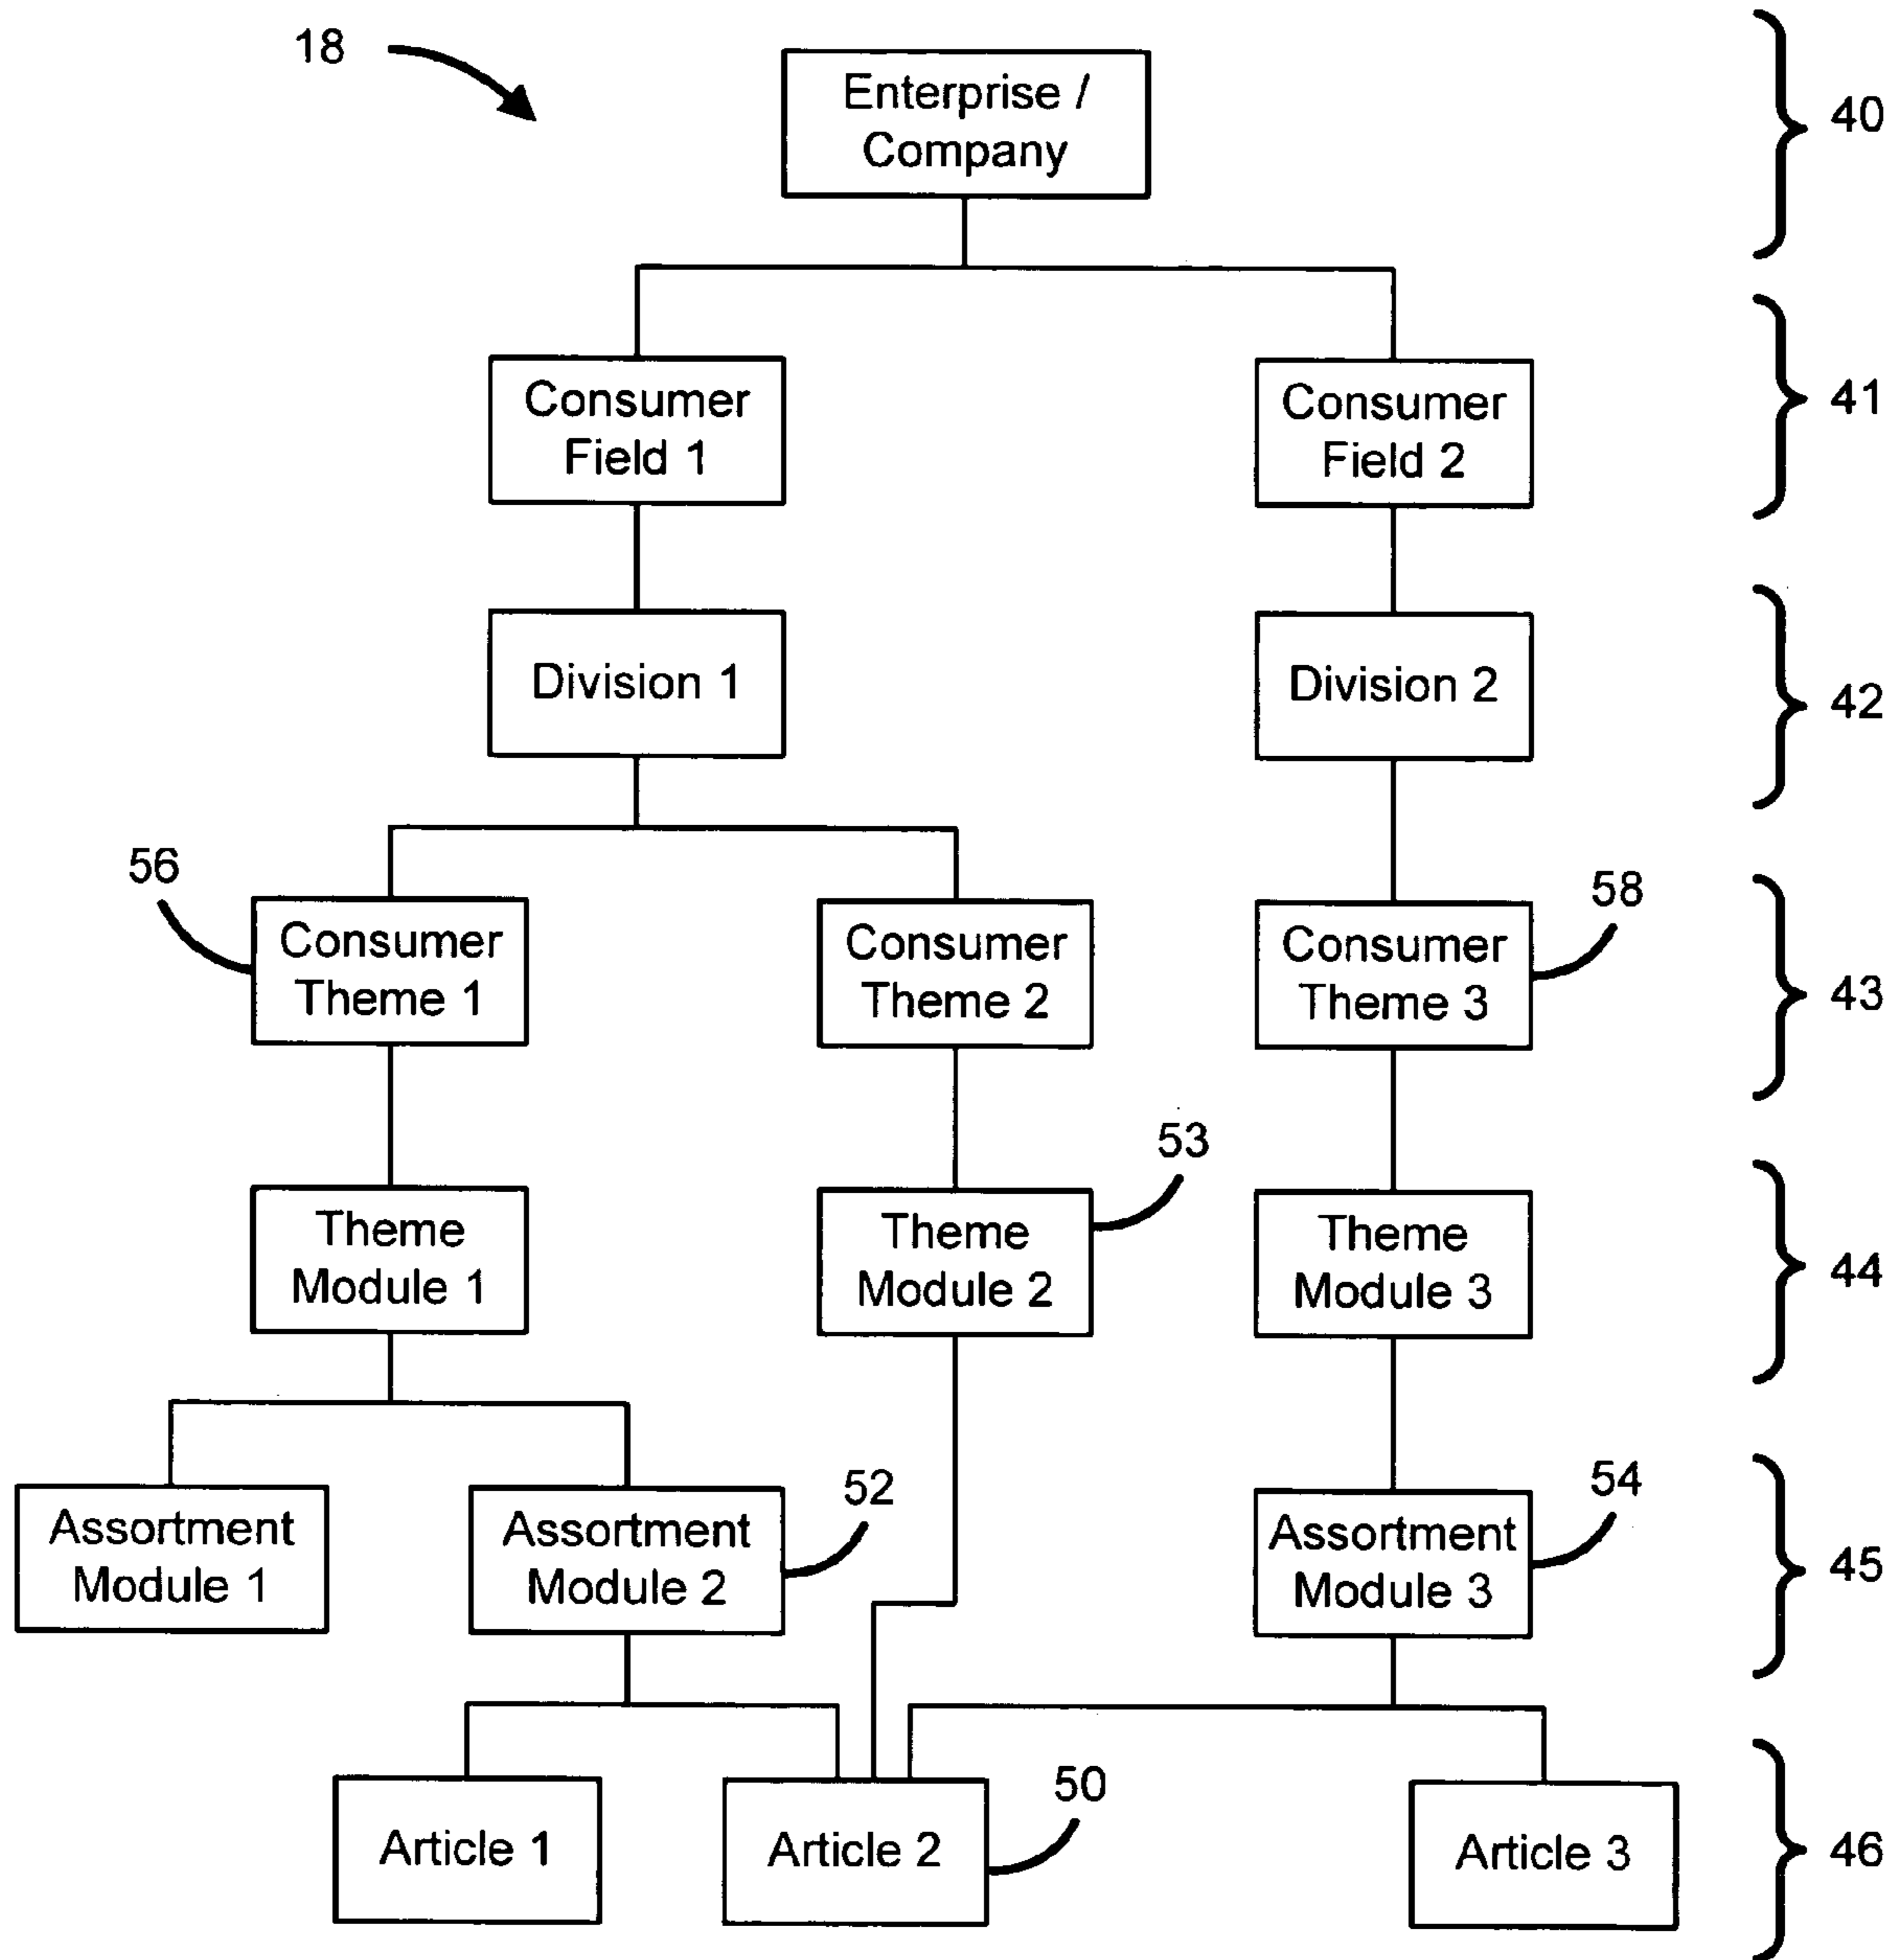 18
Enterprise /
Company
40
Consumer
Field 1
Consumer
Field 2
41
Division 1
Division 2
42
56
Consumer
Theme 1
Consumer
Theme 2
Consumer
Theme 3
58
43
Theme
Module 1
Theme
Module 2
53
Theme
Module 3
44
Assortment
Module 1
Assortment
Module 2
52
Assortment
Module 3
54
45
Article 1
Article 2
50
Article 3
46